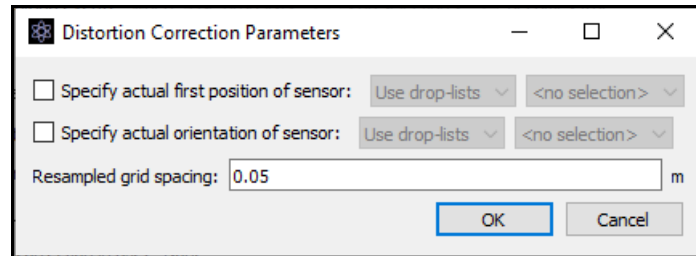 Distortion Correction Parameters
Specify actual first position of sensor: Use drop-lists <no selection>
Specify actual orientation of sensor: Use drop-lists <no selection>
Resampled grid spacing: 0.05 m
OK Cancel